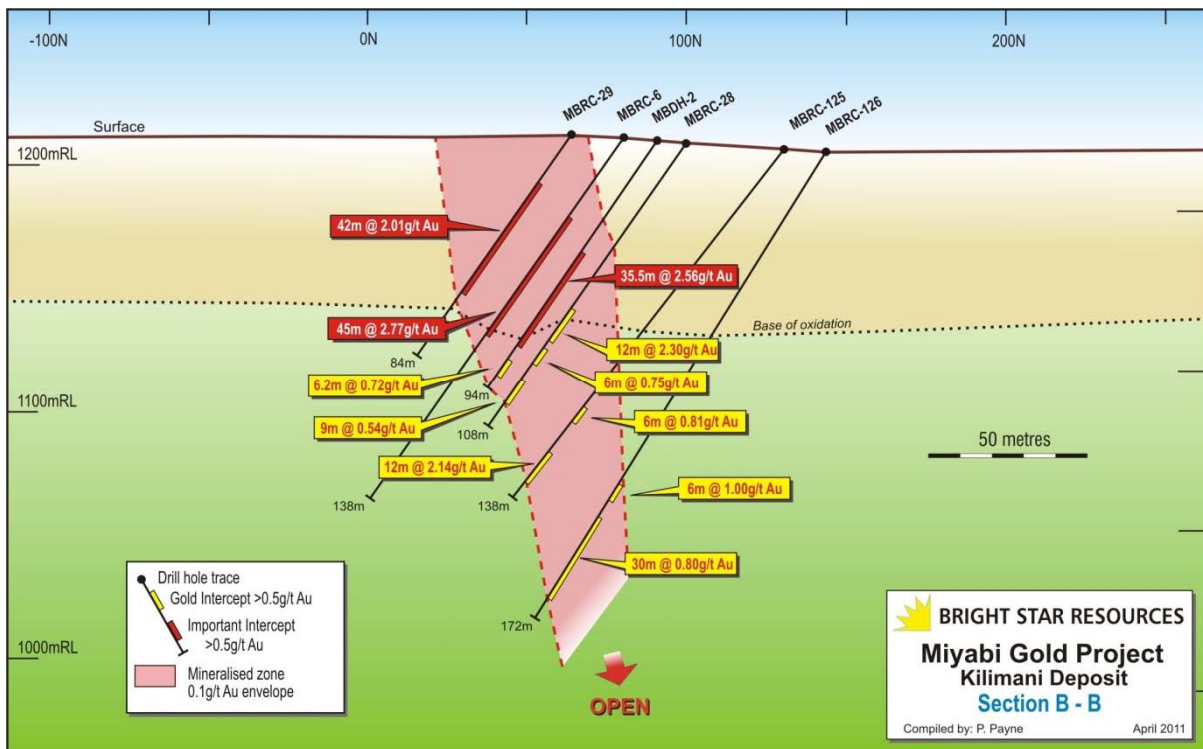 -100N
0N
100N
200N
MBRC-29
MBRC-6
MBDH-2
MBRC-28
MBRC-125
MBRC-126
Surface
1200mRL
42m @ 2.01g/t Au
35.5m @ 2.56g/t Au
45m @ 2.77g/t Au
Base of oxidation
84m
12m @ 2.30g/t Au
6.2m @ 0.72g/t Au
6m @ 0.75g/t Au
94m
1100mRL
9m @ 0.54g/t Au
108m
6m @ 0.81g/t Au
50 metres
12m @ 2.14g/t Au
138m
138m
6m @ 1.00g/t Au
30m @ 0.80g/t Au
172m
1000mRL
OPEN
Drill hole trace
Gold Intercept >0.5g/t Au
Important Intercept
>0.5g/t Au
Mineralised zone
0.1g/t Au envelope
BRIGHT STAR RESOURCES
Miyabi Gold Project
Kilimani Deposit
Section B - B
Compiled by: P. Payne April 2011